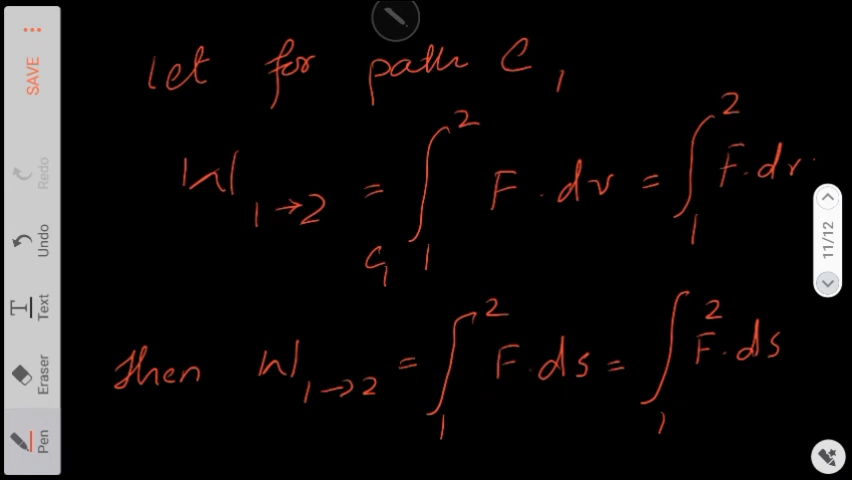 let for path C1
W1→2 = C1 ∫1^2 F.dr = ∫1^2 F.dr.
then W1→2 = ∫1^2 F.ds = ∫1^2 F.ds
SAVE
Redo
Undo
Text
Eraser
Pen
11/12